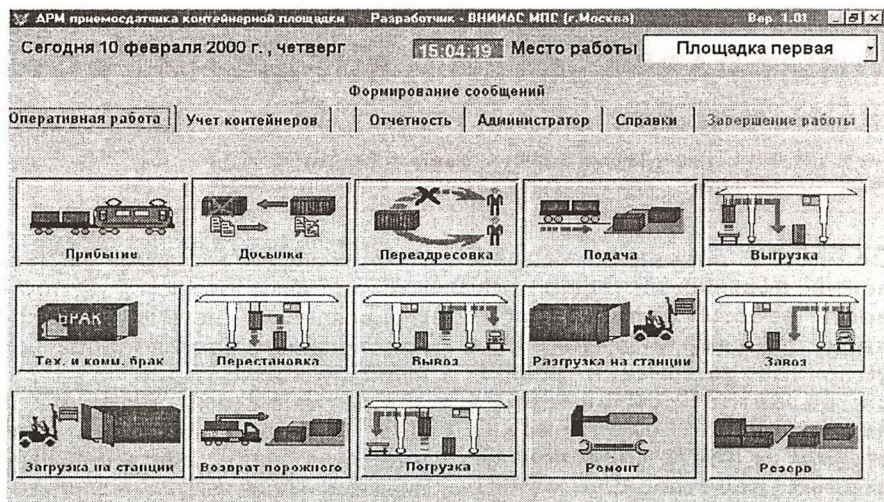 АРМ приемосдатчика контейнерной площадки Разработчик - ВНИИАС МПС (г.Москва) Вер 1.01
Сегодня 10 февраля 2000 г. , четверг 15:04:19 Место работы Площадка первая
Формирование сообщений
Оперативная работа Учет контейнеров Отчетность Администратор Справки Завершение работы
Прибытие Досылка Переадресовка Подача Выгрузка
БРАК
Тех. и комм. брак Перестановка Вывоз Разгрузка на станции Завоз
Загрузка на станции Возврат порожнего Погрузка Ремонт Резерв